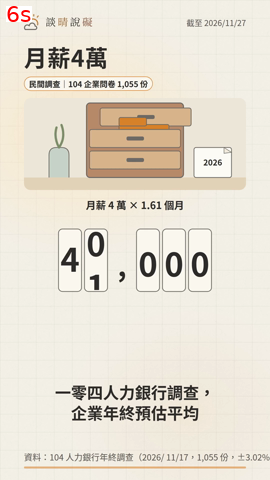 6s
談晴說礙
截至 2026/11/27
月薪4萬
民間調查｜104 企業問卷 1,055 份
2026
月薪 4 萬 × 1.61 個月
40,000
1
一零四人力銀行調查，
企業年終預估平均
資料：104 人力銀行年終調查（2026/ 11/17，1,055 份，±3.02%